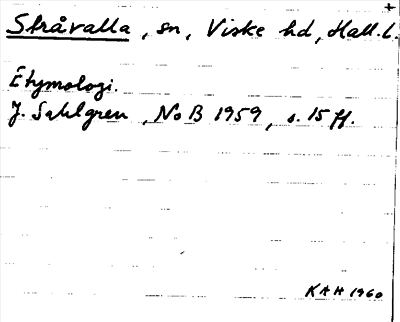 +
Stråvalla, sn, Viske hd, Hall. l.
Etymologi.
J. Sahlgren, NoB 1959, s. 15 ff.
KAH 1960